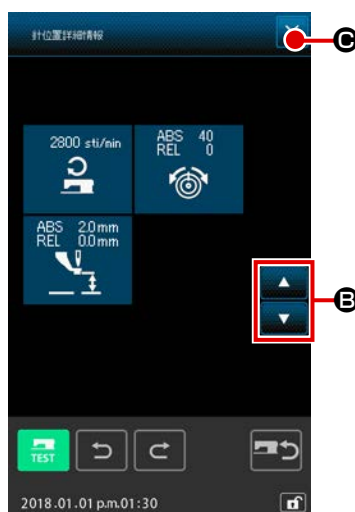 針位置詳細情報
C
2800 sti/min
ABS 40
REL 0
ABS 2.0mm
REL 0.0mm
B
TEST
2018.01.01 p.m.01:30